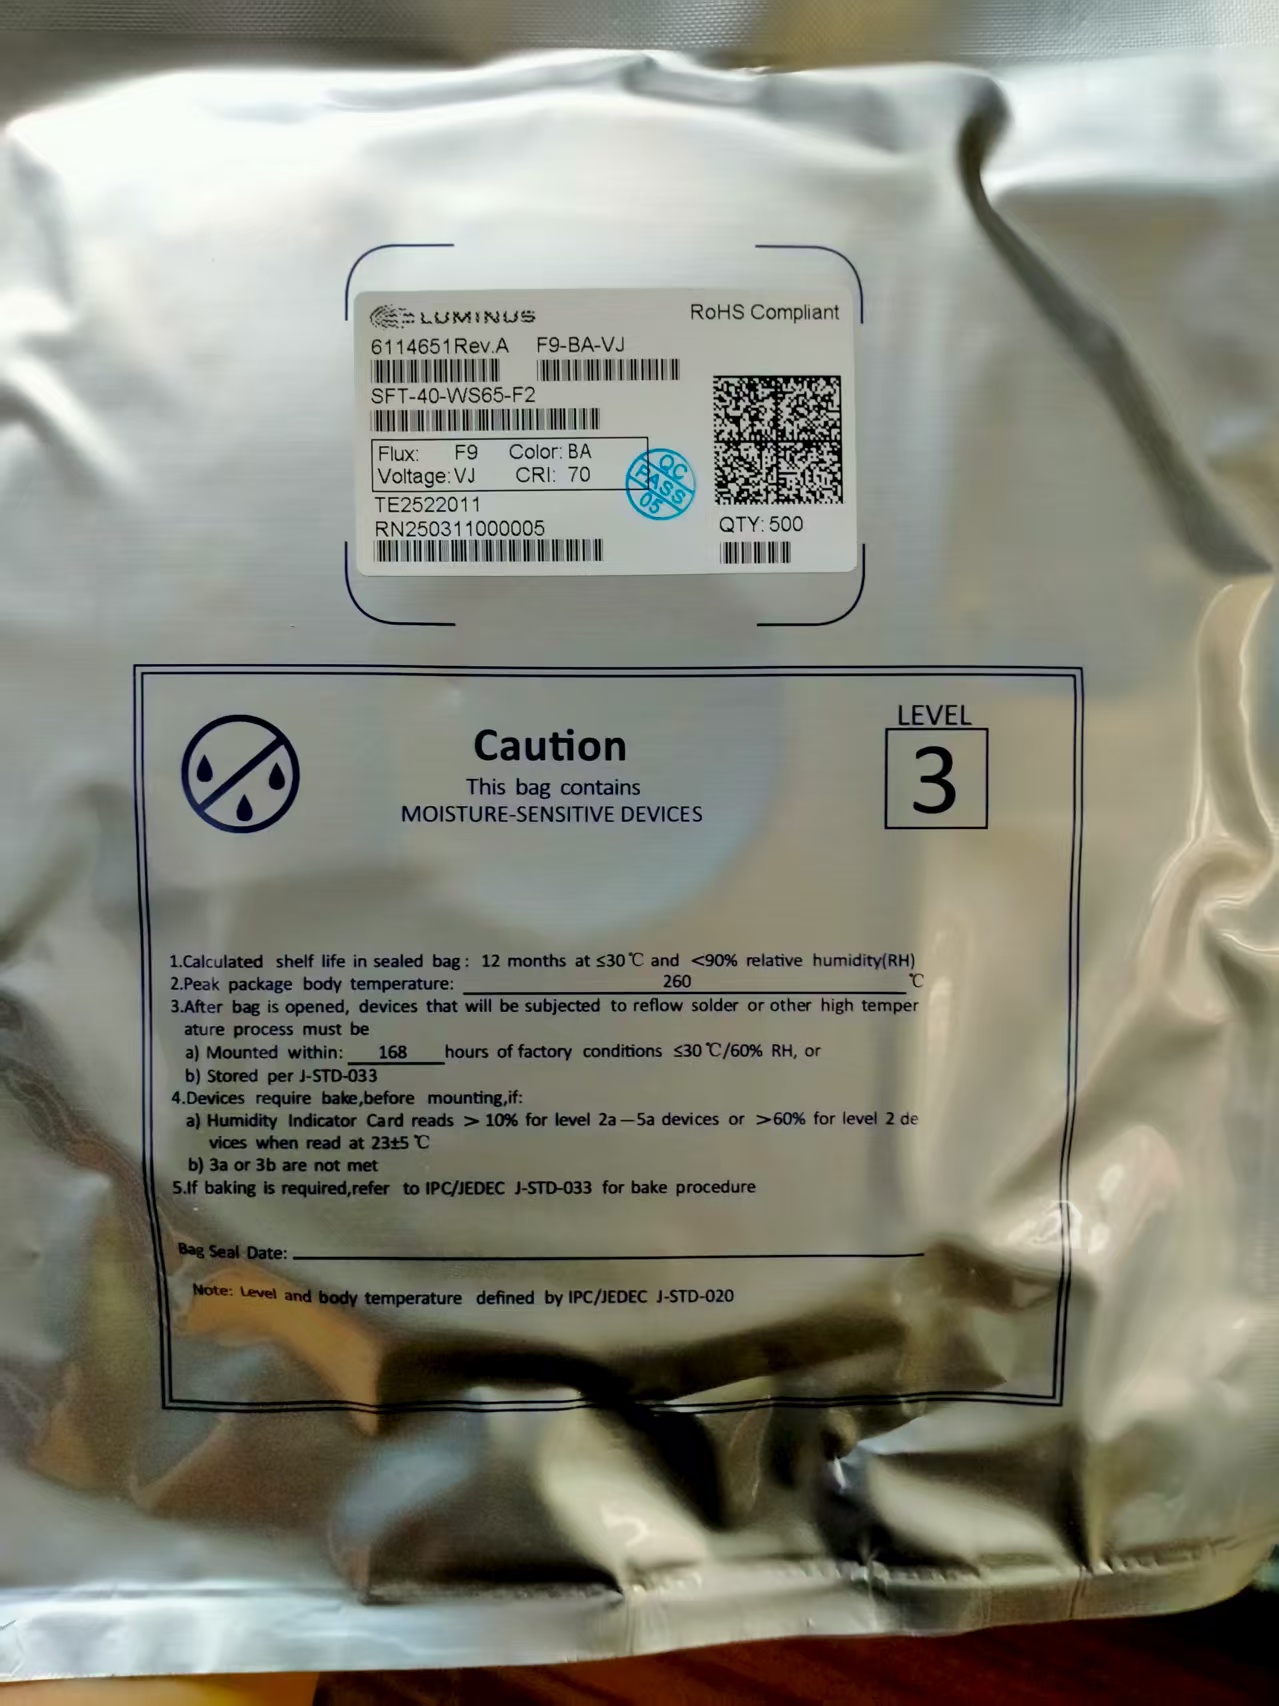 LUMINUS
RoHS Compliant
6114651Rev.A F9-BA-VJ
SFT-40-WS65-F2
Flux: F9 Color: BA
Voltage: VJ CRI: 70
QC
PASS
05
TE2522011
RN250311000005
QTY: 500
LEVEL
3
Caution
This bag contains
MOISTURE-SENSITIVE DEVICES
1.Calculated shelf life in sealed bag: 12 months at ≤30℃ and <90% relative humidity(RH)
2.Peak package body temperature: 260 ℃
3.After bag is opened, devices that will be subjected to reflow solder or other high temper
ature process must be
a) Mounted within: 168 hours of factory conditions ≤30℃/60% RH, or
b) Stored per J-STD-033
4.Devices require bake,before mounting,if:
a) Humidity Indicator Card reads > 10% for level 2a—5a devices or >60% for level 2 de
vices when read at 23±5℃
b) 3a or 3b are not met
5.If baking is required,refer to IPC/JEDEC J-STD-033 for bake procedure
Bag Seal Date:
Note: Level and body temperature defined by IPC/JEDEC J-STD-020